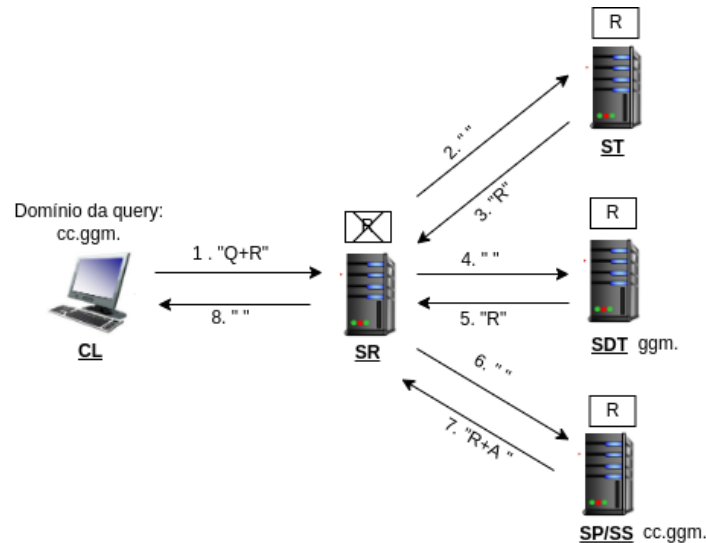 R
ST
2. " "
3. "R"
Domínio da query:
cc.ggm.
R
R
1 . "Q+R"
4. " "
8. " "
5. "R"
CL
SR
SDT ggm.
6. " "
7. "R+A "
R
SP/SS cc.ggm.